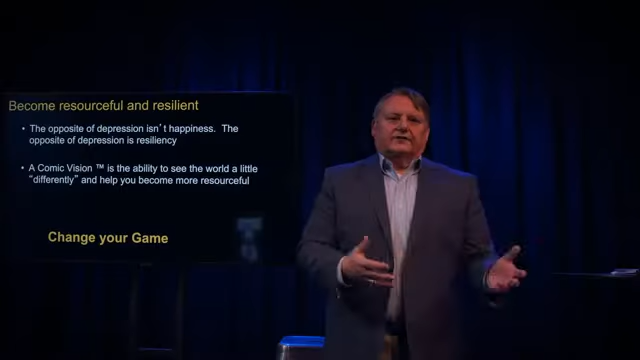 Become resourceful and resilient
• The opposite of depression isn't happiness. The
opposite of depression is resiliency
• A Comic Vision ™ is the ability to see the world a little
"differently" and help you become more resourceful
Change your Game